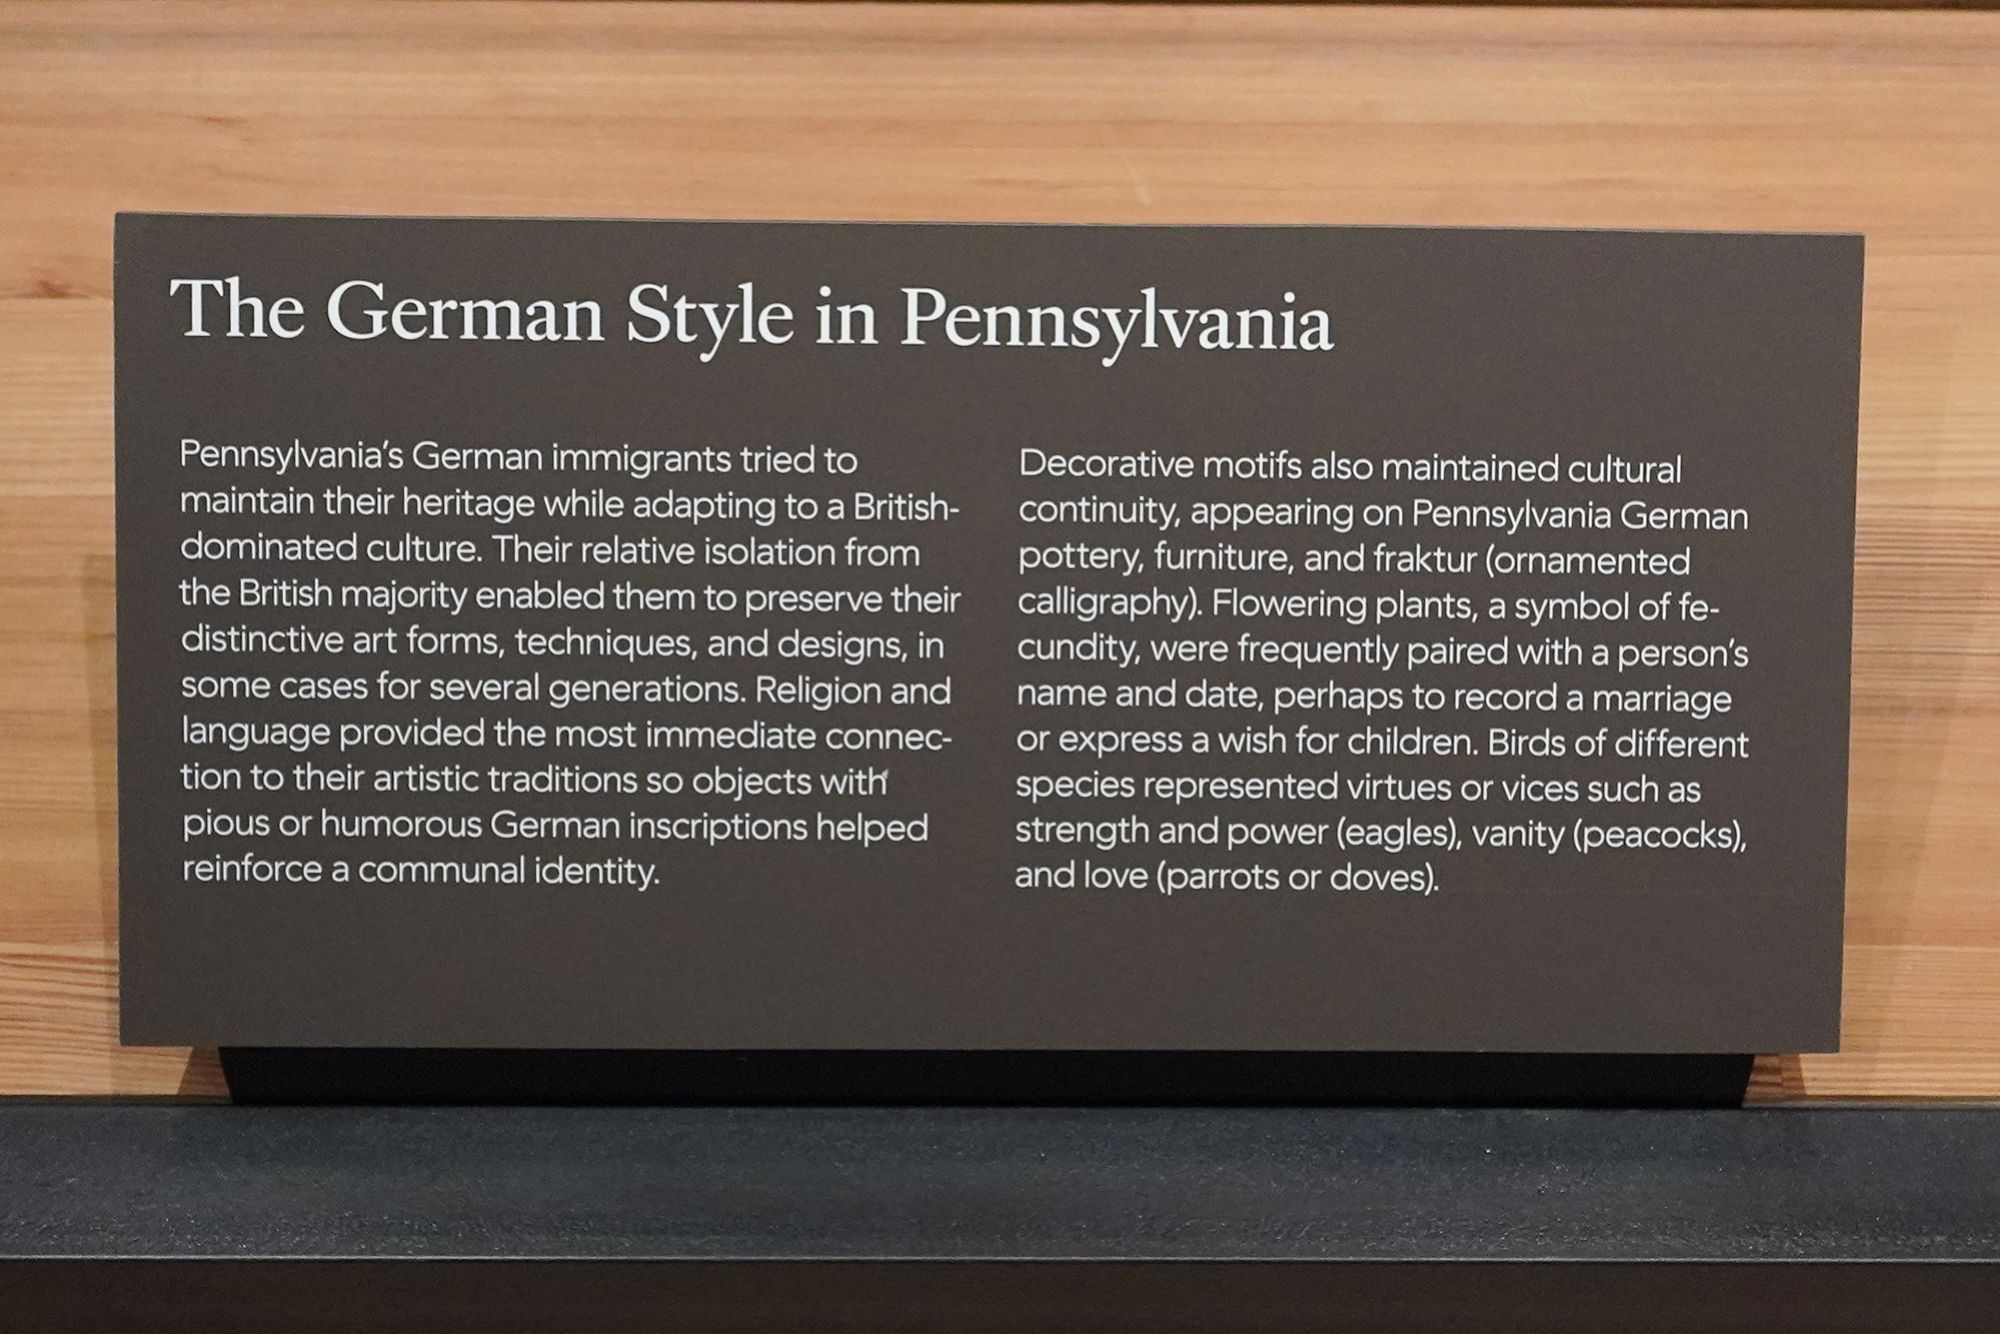 The German Style in Pennsylvania
Pennsylvania's German immigrants tried to
maintain their heritage while adapting to a British-
dominated culture. Their relative isolation from
the British majority enabled them to preserve their
distinctive art forms, techniques, and designs, in
some cases for several generations. Religion and
language provided the most immediate connec-
tion to their artistic traditions so objects with
pious or humorous German inscriptions helped
reinforce a communal identity.
Decorative motifs also maintained cultural
continuity, appearing on Pennsylvania German
pottery, furniture, and fraktur (ornamented
calligraphy). Flowering plants, a symbol of fe-
cundity, were frequently paired with a person's
name and date, perhaps to record a marriage
or express a wish for children. Birds of different
species represented virtues or vices such as
strength and power (eagles), vanity (peacocks),
and love (parrots or doves).